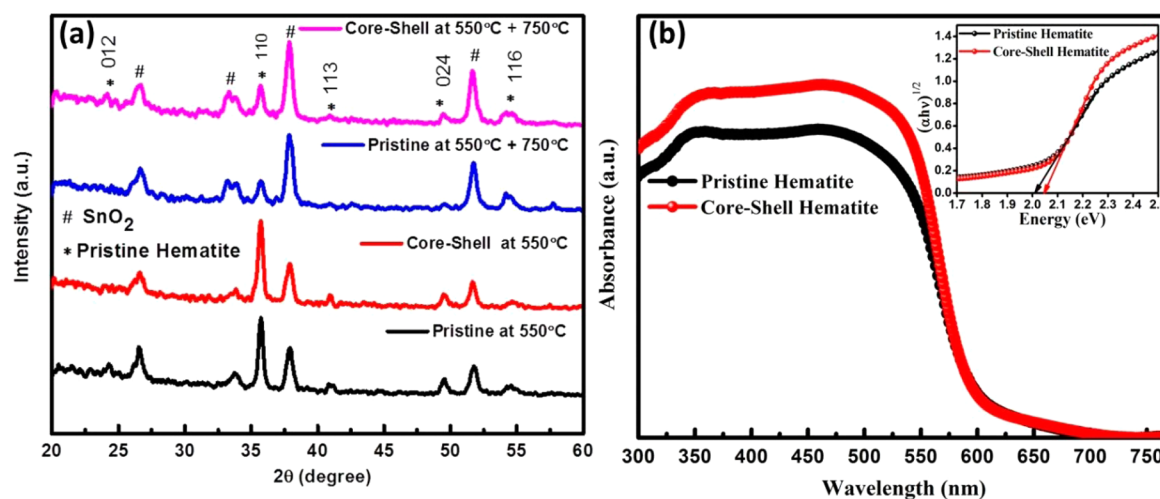 (a)
Core-Shell at 550°C + 750°C
* 012
#
#
* 110
#
* 113
* 024
#
* 116
Pristine at 550°C + 750°C
# SnO2
* Pristine Hematite
Core-Shell at 550°C
Pristine at 550°C
Intensity (a.u.)
20 25 30 35 40 45 50 55 60
2θ (degree)
(b)
Pristine Hematite
Core-Shell Hematite
Absorbance (a.u.)
300 350 400 450 500 550 600 650 700 750
Wavelength (nm)
Pristine Hematite
Core-Shell Hematite
(αhν)1/2
1.4
1.2
1.0
0.8
0.6
0.4
0.2
0.0
1.7 1.8 1.9 2.0 2.1 2.2 2.3 2.4
Energy (eV)